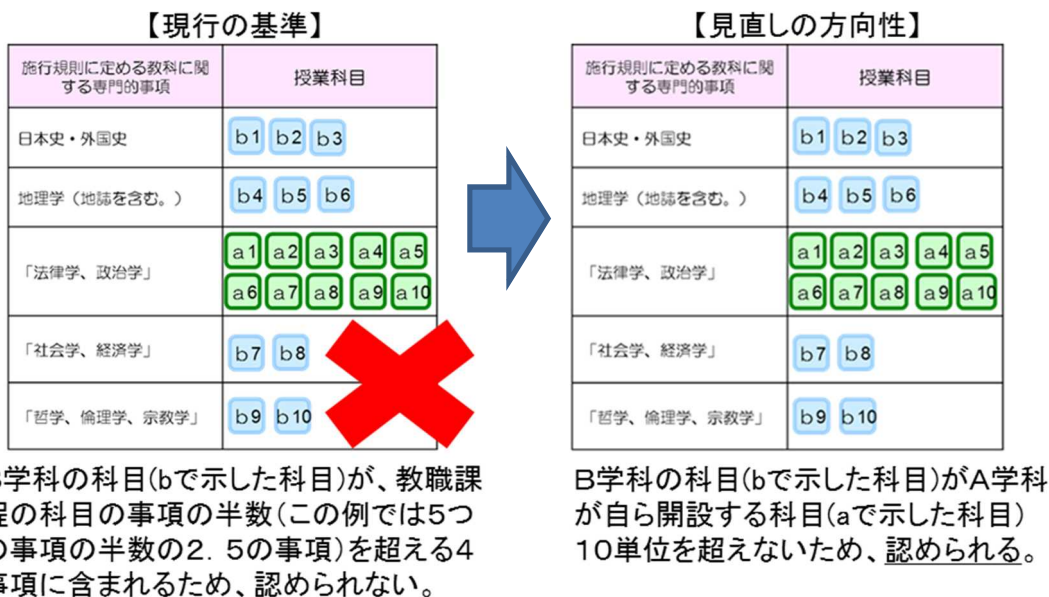 【現行の基準】
施行規則に定める教科に関
する専門的事項
授業科目
日本史・外国史
b1 b2 b3
地理学（地誌を含む。）
b4 b5 b6
「法律学、政治学」
a1 a2 a3 a4 a5
a6 a7 a8 a9 a10
「社会学、経済学」
b7 b8
「哲学、倫理学、宗教学」
b9 b10
学科の科目(bで示した科目)が、教職課
程の科目の事項の半数(この例では5つ
の事項の半数の2．5の事項)を超える4
事項に含まれるため、認められない。
【見直しの方向性】
施行規則に定める教科に関
する専門的事項
授業科目
日本史・外国史
b1 b2 b3
地理学（地誌を含む。）
b4 b5 b6
「法律学、政治学」
a1 a2 a3 a4 a5
a6 a7 a8 a9 a10
「社会学、経済学」
b7 b8
「哲学、倫理学、宗教学」
b9 b10
B学科の科目(bで示した科目)がA学科
が自ら開設する科目(aで示した科目)
10単位を超えないため、認められる。